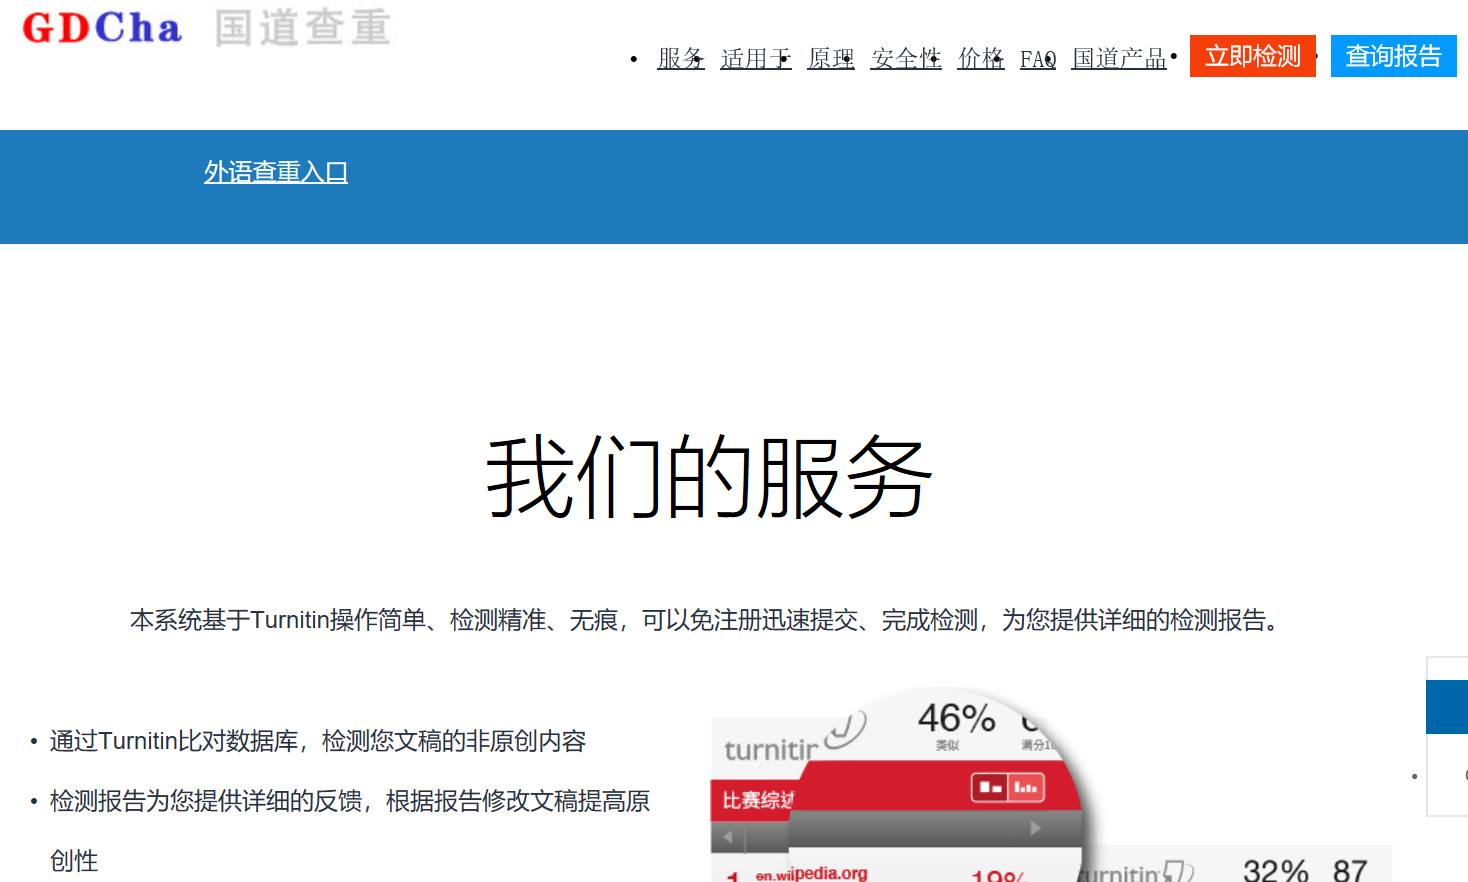 GDCha 国道查重
服务 适用于 原理 安全性 价格 FAQ 国道产品 立即检测 查询报告
外语查重入口
我们的服务
本系统基于Turnitin操作简单、检测精准、无痕，可以免注册迅速提交、完成检测，为您提供详细的检测报告。
• 通过Turnitin比对数据库，检测您文稿的非原创内容
• 检测报告为您提供详细的反馈，根据报告修改文稿提高原
创性
46%
类似
满分10
turnitin
比赛综述
1 en.wikipedia.org 19%
turnitin 32% 87